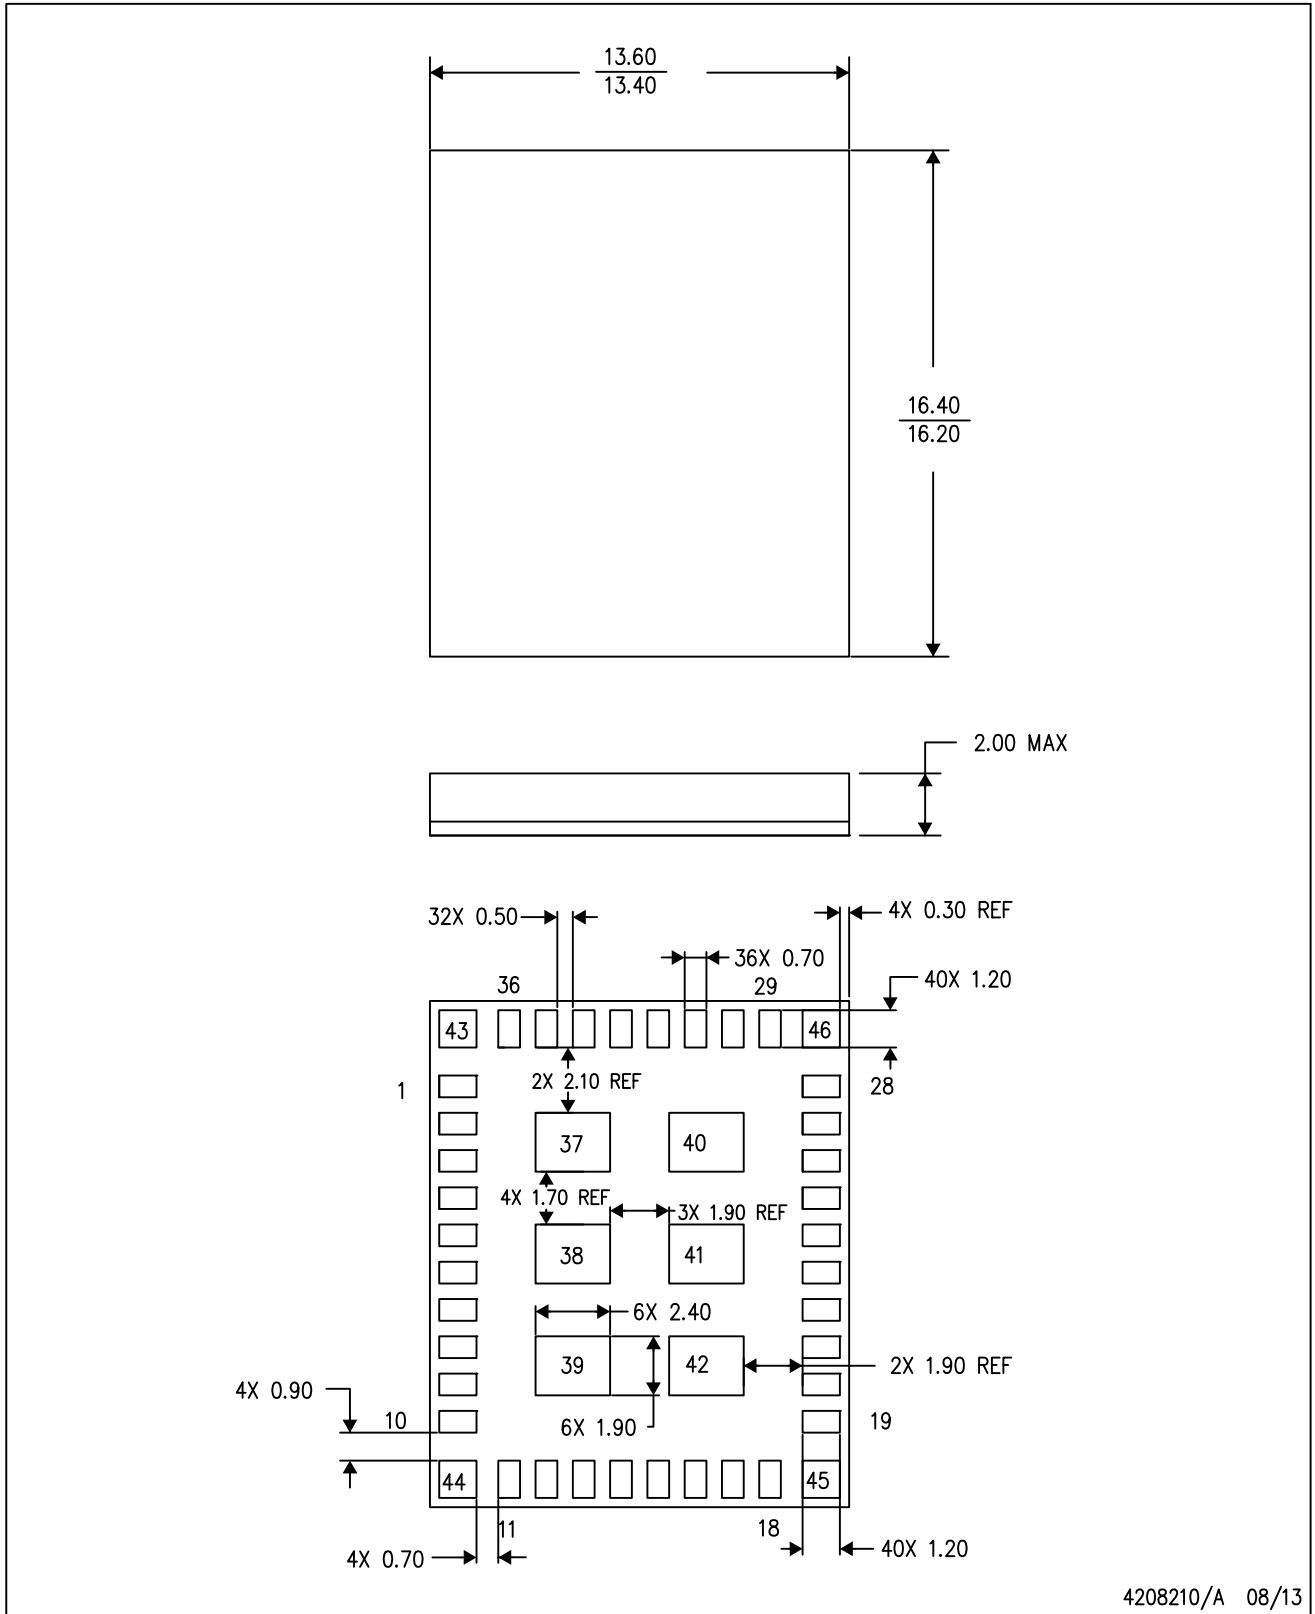 13.60
13.40
16.40
16.20
2.00 MAX
32X 0.50
4X 0.30 REF
36X 0.70
40X 1.20
36
29
43
46
1
2X 2.10 REF
28
37
40
4X 1.70 REF
3X 1.90 REF
38
41
6X 2.40
39
42
2X 1.90 REF
4X 0.90
10
6X 1.90
19
44
45
11
18
4X 0.70
40X 1.20
4208210/A 08/13